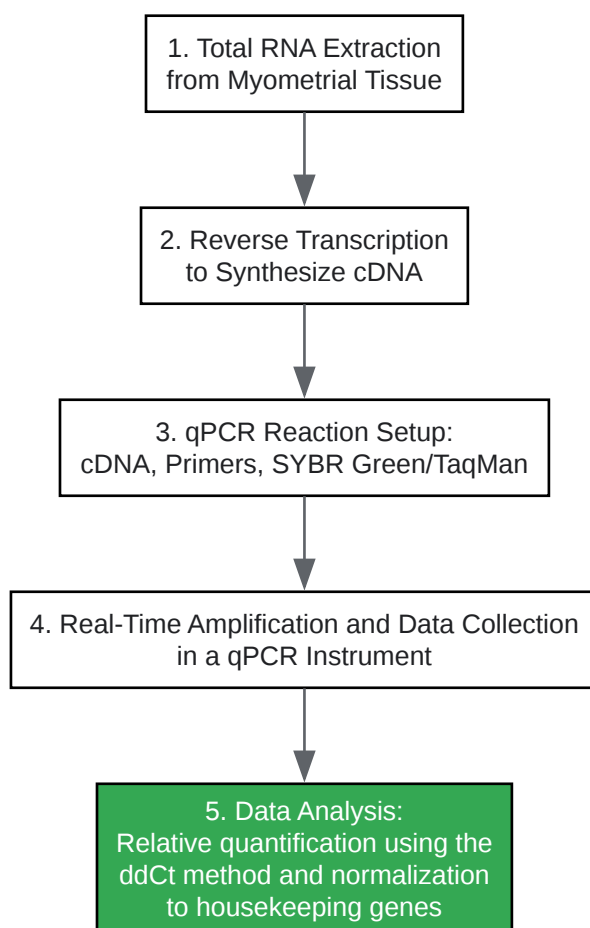 1. Total RNA Extraction
from Myometrial Tissue
2. Reverse Transcription
to Synthesize cDNA
3. qPCR Reaction Setup:
cDNA, Primers, SYBR Green/TaqMan
4. Real-Time Amplification and Data Collection
in a qPCR Instrument
5. Data Analysis:
Relative quantification using the
ddCt method and normalization
to housekeeping genes